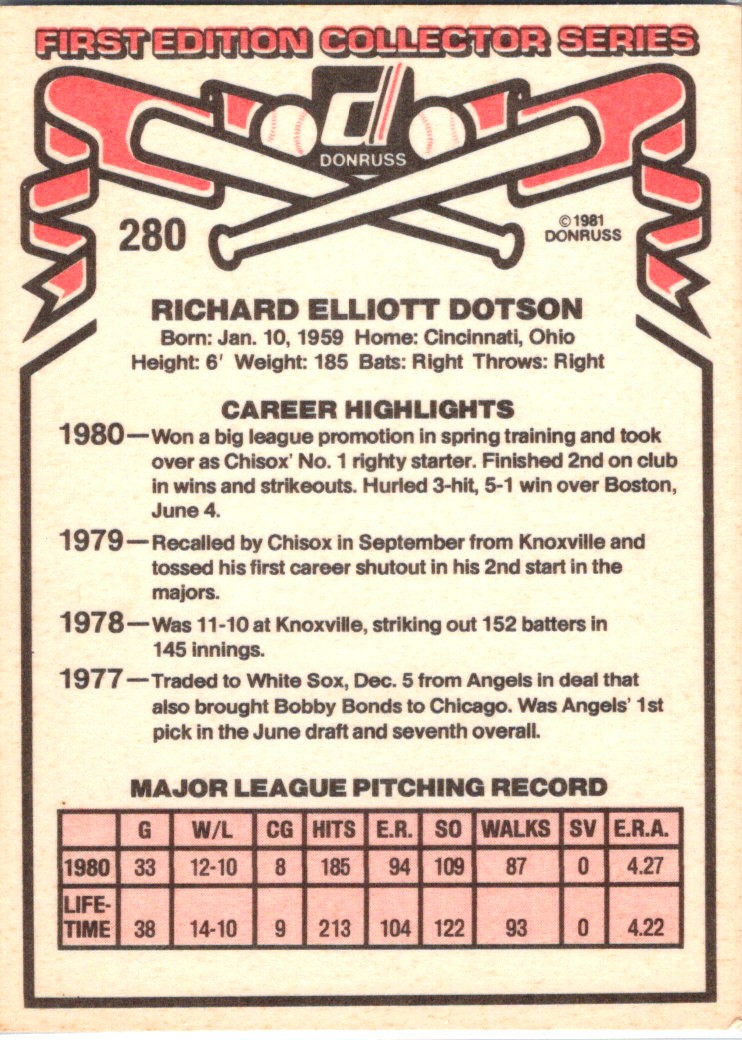 FIRST EDITION COLLECTOR SERIES
d
DONRUSS
280
©1981
DONRUSS
RICHARD ELLIOTT DOTSON
Born: Jan. 10, 1959 Home: Cincinnati, Ohio
Height: 6' Weight: 185 Bats: Right Throws: Right
CAREER HIGHLIGHTS
1980—Won a big league promotion in spring training and took
over as Chisox' No. 1 righty starter. Finished 2nd on club
in wins and strikeouts. Hurled 3-hit, 5-1 win over Boston,
June 4.
1979—Recalled by Chisox in September from Knoxville and
tossed his first career shutout in his 2nd start in the
majors.
1978—Was 11-10 at Knoxville, striking out 152 batters in
145 innings.
1977—Traded to White Sox, Dec. 5 from Angels in deal that
also brought Bobby Bonds to Chicago. Was Angels' 1st
pick in the June draft and seventh overall.
MAJOR LEAGUE PITCHING RECORD
G W/L CG HITS E.R. SO WALKS SV E.R.A.
1980 33 12-10 8 185 94 109 87 0 4.27
LIFE-
TIME 38 14-10 9 213 104 122 93 0 4.22